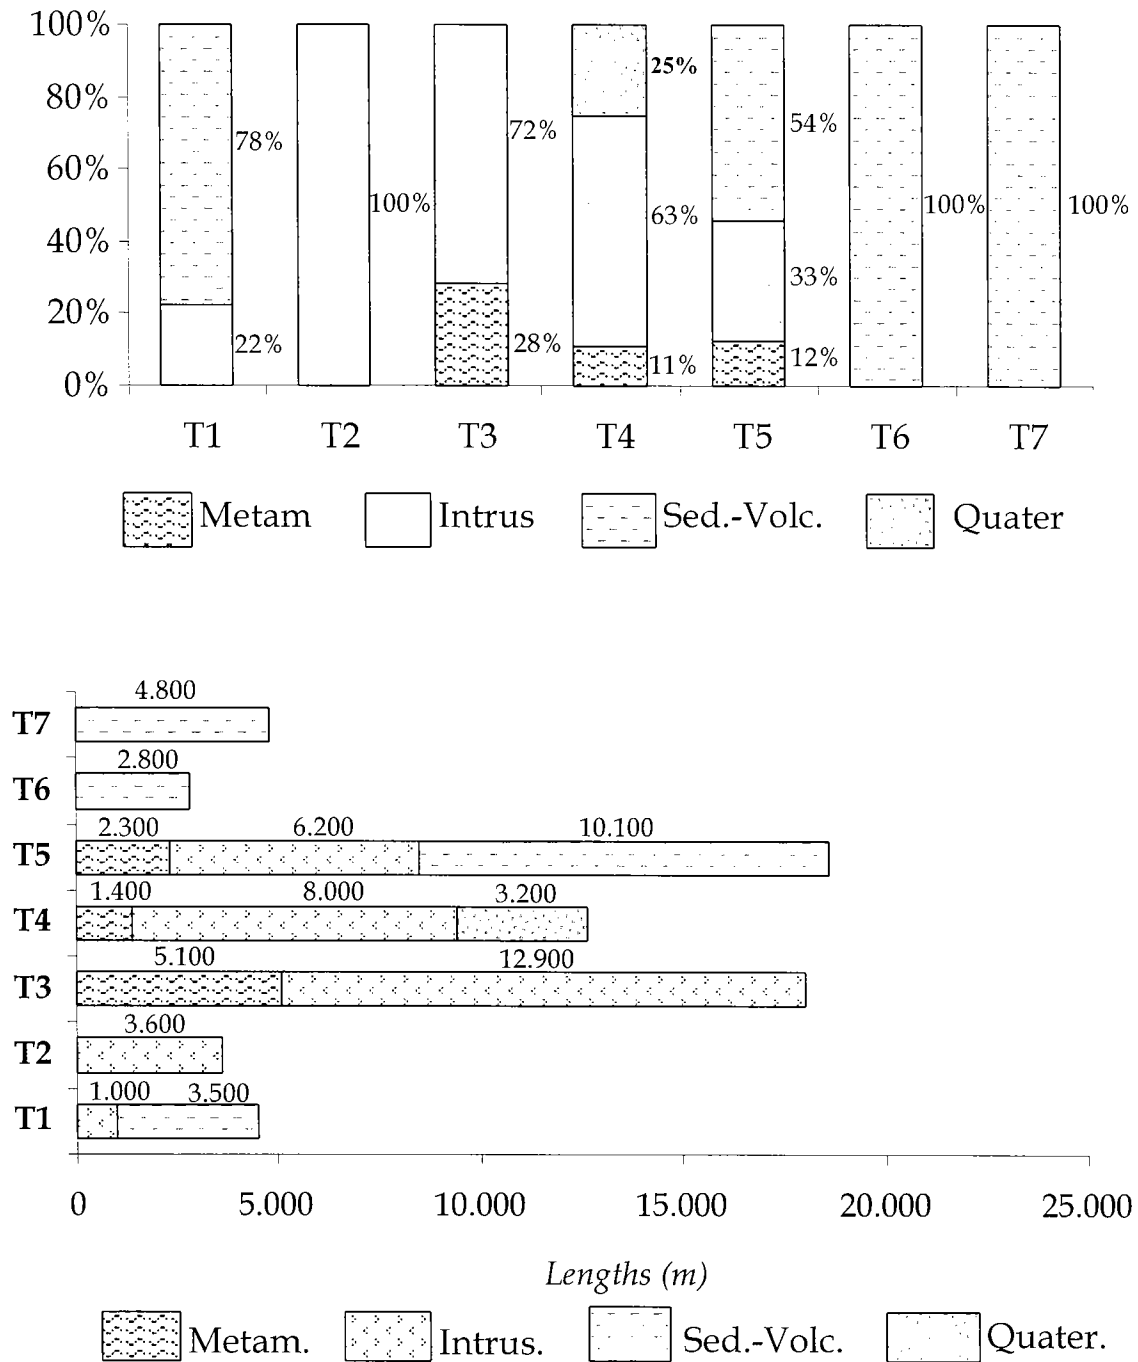 100%
80%
60%
40%
20%
0%
78%
22%
100%
72%
28%
25%
63%
11%
54%
33%
12%
100%
100%
T1 T2 T3 T4 T5 T6 T7
Metam Intrus Sed.-Volc. Quater
T7 4.800
T6 2.800
T5 2.300 6.200 10.100
T4 1.400 8.000 3.200
T3 5.100 12.900
T2 3.600
T1 1.000 3.500
0 5.000 10.000 15.000 20.000 25.000
Lengths (m)
Metam. Intrus. Sed.-Volc. Quater.